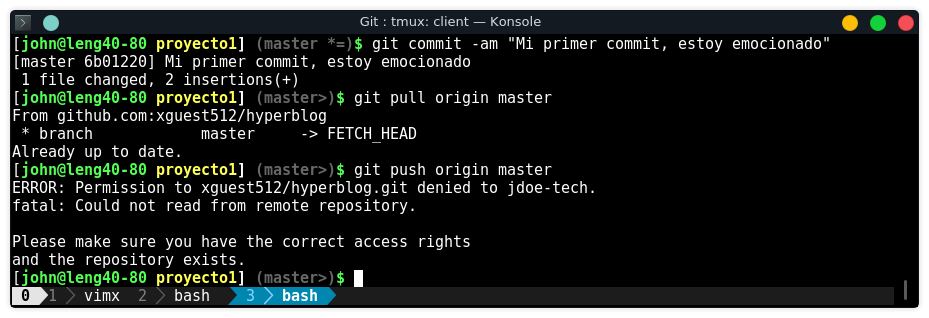 Git : tmux: client — Konsole
[john@leng40-80 proyecto1] (master *=)$ git commit -am "Mi primer commit, estoy emocionado"
[master 6b01220] Mi primer commit, estoy emocionado
 1 file changed, 2 insertions(+)
[john@leng40-80 proyecto1] (master>)$ git pull origin master
From github.com:xguest512/hyperblog
 * branch            master     -> FETCH_HEAD
Already up to date.
[john@leng40-80 proyecto1] (master>)$ git push origin master
ERROR: Permission to xguest512/hyperblog.git denied to jdoe-tech.
fatal: Could not read from remote repository.

Please make sure you have the correct access rights
and the repository exists.
[john@leng40-80 proyecto1] (master>)$
0 1 vimx 2 bash 3 bash